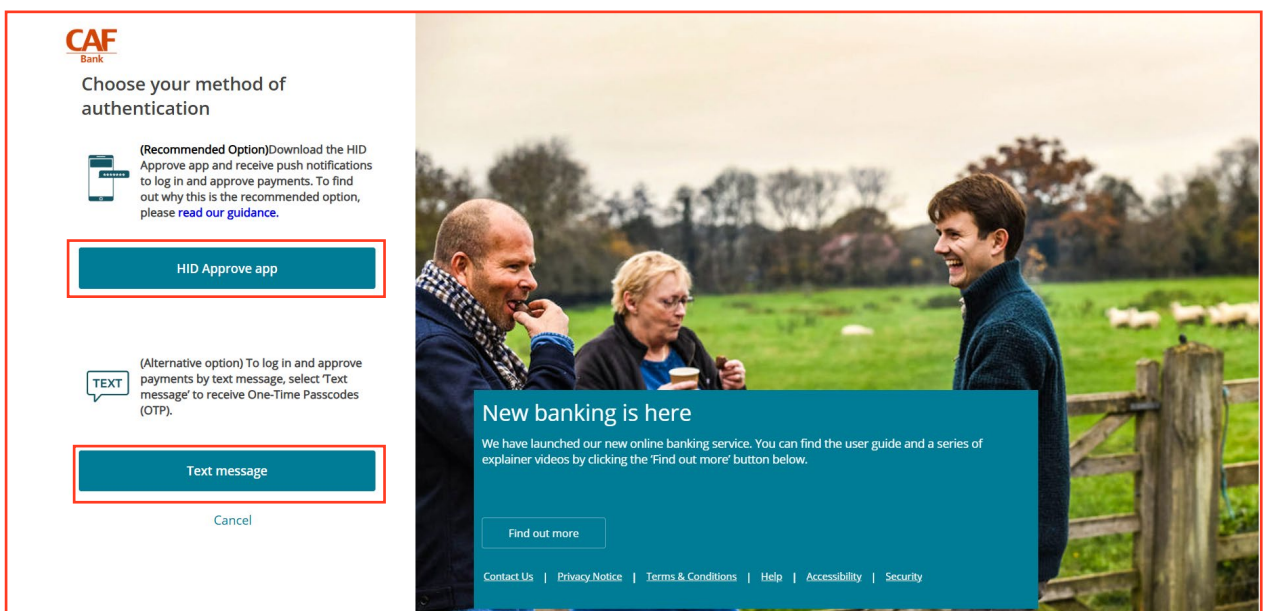 CAF
Bank
Choose your method of
authentication
(Recommended Option)Download the HID
Approve app and receive push notifications
to log in and approve payments. To find
out why this is the recommended option,
please read our guidance.
HID Approve app
TEXT
(Alternative option) To log in and approve
payments by text message, select 'Text
message' to receive One-Time Passcodes
(OTP).
Text message
Cancel
New banking is here
We have launched our new online banking service. You can find the user guide and a series of
explainer videos by clicking the 'Find out more' button below.
Find out more
Contact Us | Privacy Notice | Terms & Conditions | Help | Accessibility | Security